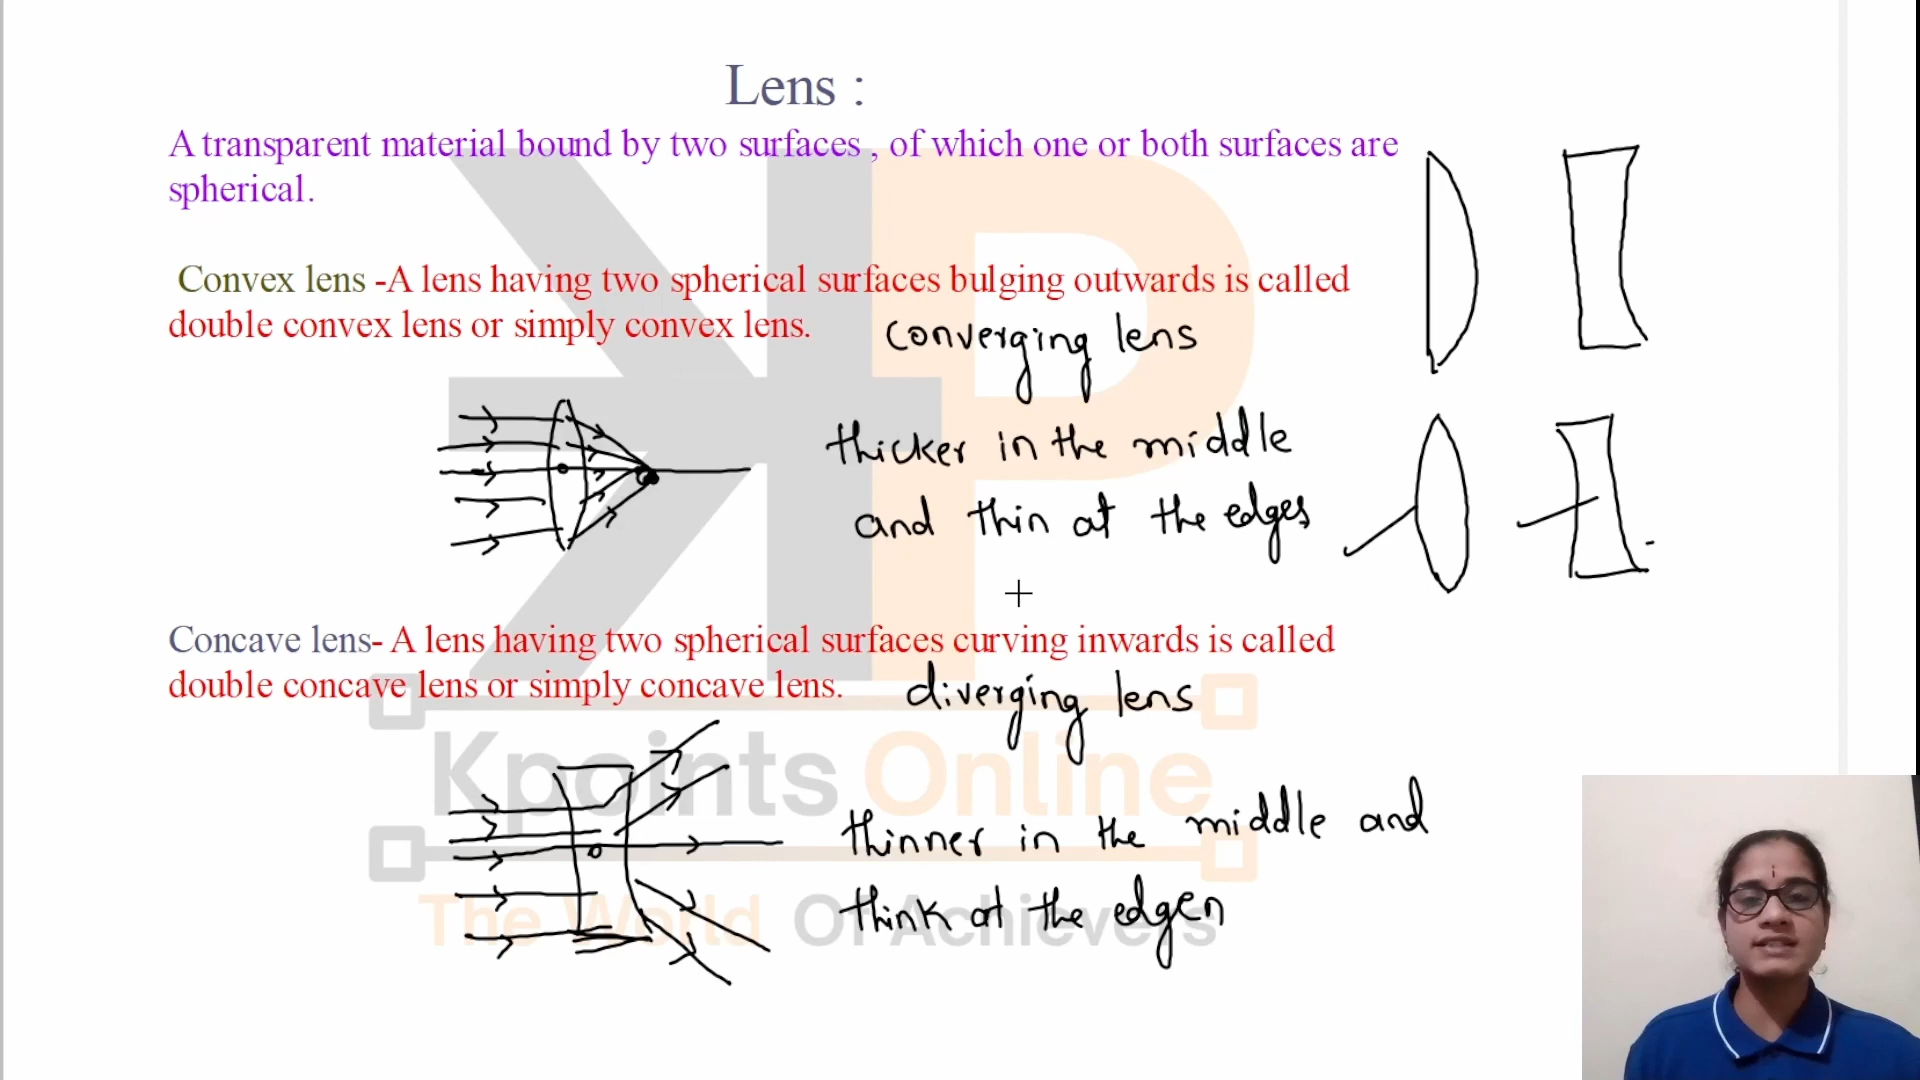 Lens :
A transparent material bound by two surfaces , of which one or both surfaces are
spherical.
Convex lens -A lens having two spherical surfaces bulging outwards is called
double convex lens or simply convex lens.
converging lens
thicker in the middle
and thin at the edges
Concave lens- A lens having two spherical surfaces curving inwards is called
double concave lens or simply concave lens.
diverging lens
Kpoints Online
thinner in the middle and
think at the edgen
The World Of Achievers